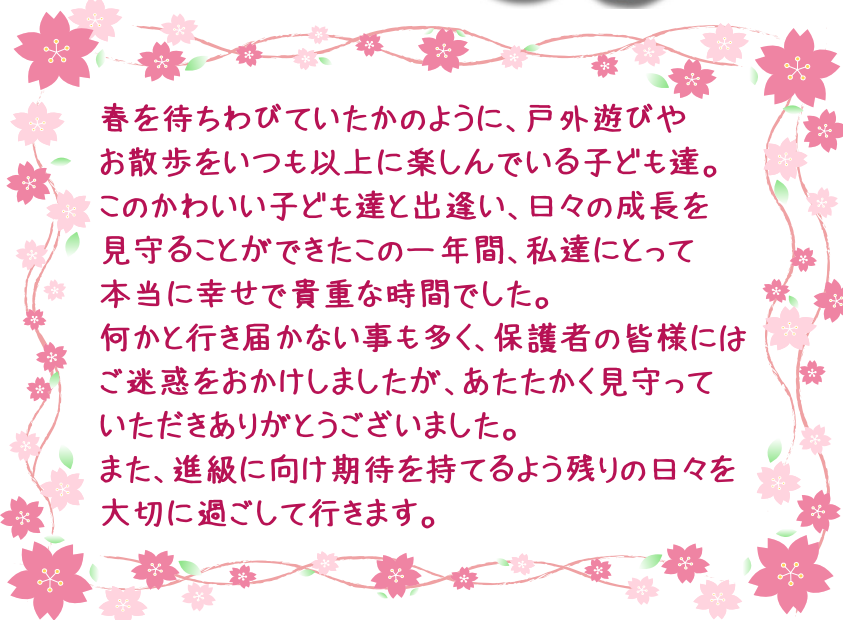 春を待ちわびていたかのように、戸外遊びや
お散歩をいつも以上に楽しんでいる子ども達。
このかわいい子ども達と出逢い、日々の成長を
見守ることができたこの一年間、私達にとって
本当に幸せで貴重な時間でした。
何かと行き届かない事も多く、保護者の皆様には
ご迷惑をおかけしましたが、あたたかく見守って
いただきありがとうございました。
また、進級に向け期待を持てるよう残りの日々を
大切に過ごして行きます。